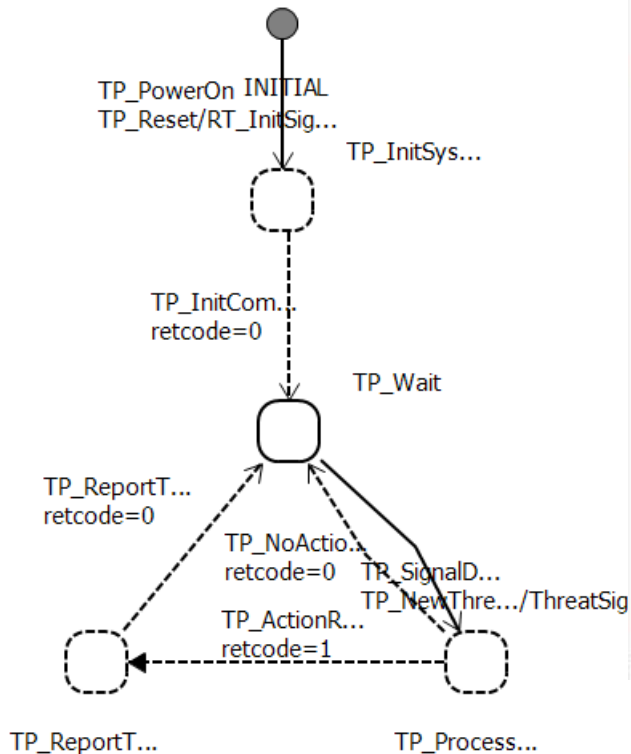 TP_PowerOn INITIAL
TP_Reset/RT_InitSig...
TP_InitSys...
TP_InitCom...
retcode=0
TP_Wait
TP_ReportT...
retcode=0
TP_NoActio...
retcode=0
TP_SignalD...
TP_NewThre.../ThreatSig
TP_ActionR...
retcode=1
TP_ReportT...
TP_Process...